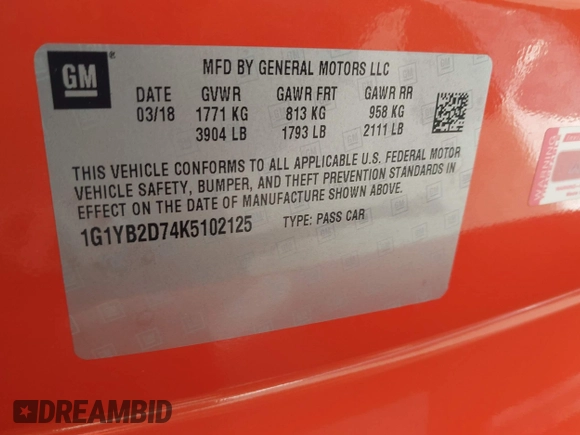 GM
MFD BY GENERAL MOTORS LLC
DATE GVWR GAWR FRT GAWR RR
03/18 1771 KG 813 KG 958 KG
3904 LB 1793 LB 2111 LB
THIS VEHICLE CONFORMS TO ALL APPLICABLE U.S. FEDERAL MOTOR
VEHICLE SAFETY, BUMPER, AND THEFT PREVENTION STANDARDS IN
EFFECT ON THE DATE OF MANUFACTURE SHOWN ABOVE.
1G1YB2D74K5102125 TYPE: PASS CAR
DREAMBID